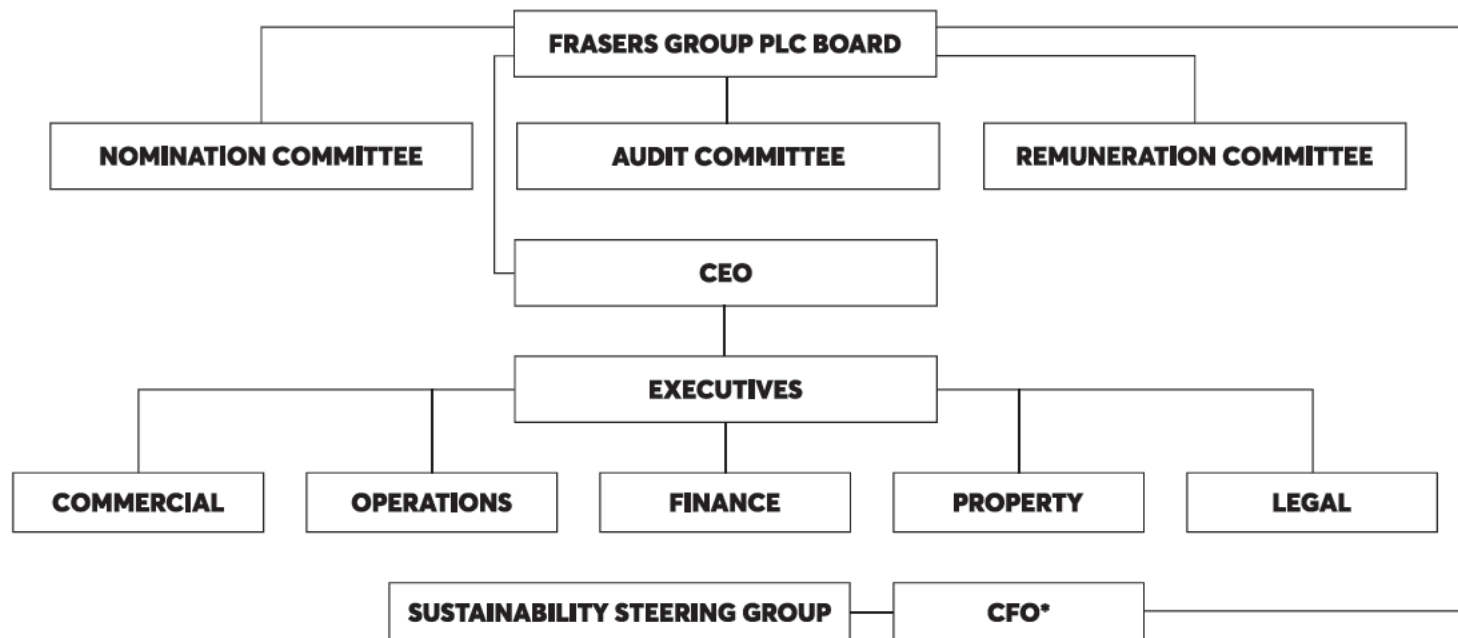 FRASERS GROUP PLC BOARD
NOMINATION COMMITTEE
AUDIT COMMITTEE
REMUNERATION COMMITTEE
CEO
EXECUTIVES
COMMERCIAL
OPERATIONS
FINANCE
PROPERTY
LEGAL
SUSTAINABILITY STEERING GROUP
CFO*